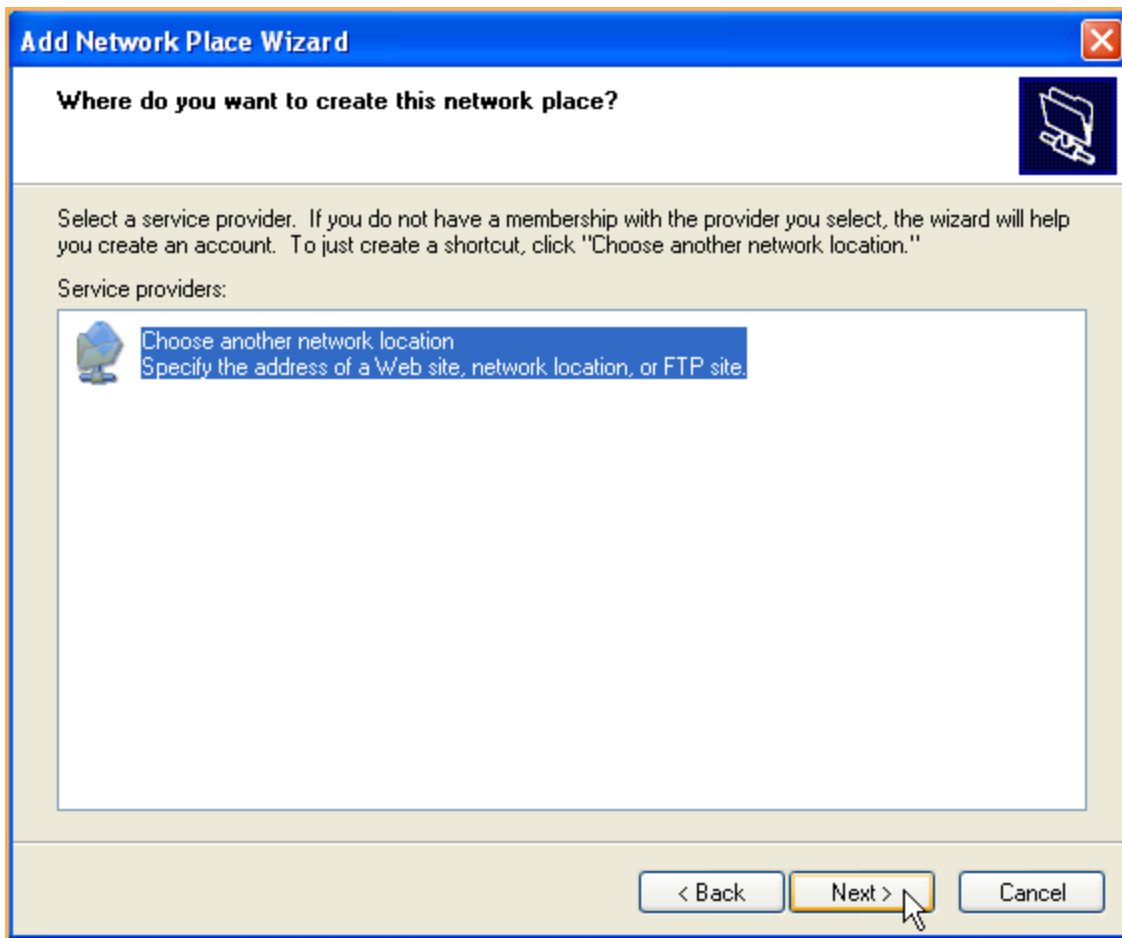 Add Network Place Wizard
Where do you want to create this network place?
Select a service provider.  If you do not have a membership with the provider you select, the wizard will help
you create an account.  To just create a shortcut, click "Choose another network location."
Service providers:
Choose another network location
Specify the address of a Web site, network location, or FTP site.
< Back
Next >
Cancel